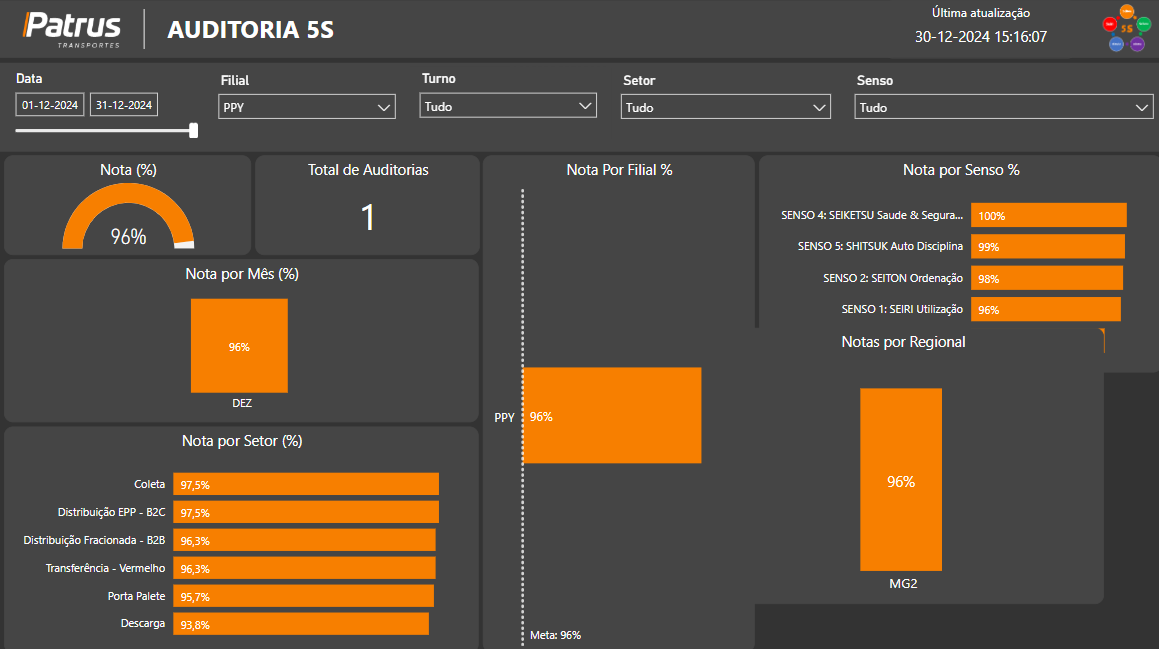 Patrus
TRANSPORTES
AUDITORIA 5S
Última atualização
30-12-2024 15:16:07
5S
Data
01-12-2024
31-12-2024
Filial
PPY
Turno
Tudo
Setor
Tudo
Senso
Tudo
Nota (%)
96%
Total de Auditorias
1
Nota por Mês (%)
96%
DEZ
Nota por Setor (%)
Coleta 97,5%
Distribuição EPP - B2C 97,5%
Distribuição Fracionada - B2B 96,3%
Transferência - Vermelho 96,3%
Porta Palete 95,7%
Descarga 93,8%
Nota Por Filial %
PPY 96%
Meta: 96%
Nota por Senso %
SENSO 4: SEIKETSU Saude & Segura... 100%
SENSO 5: SHITSUK Auto Disciplina 99%
SENSO 2: SEITON Ordenação 98%
SENSO 1: SEIRI Utilização 96%
Notas por Regional
96%
MG2